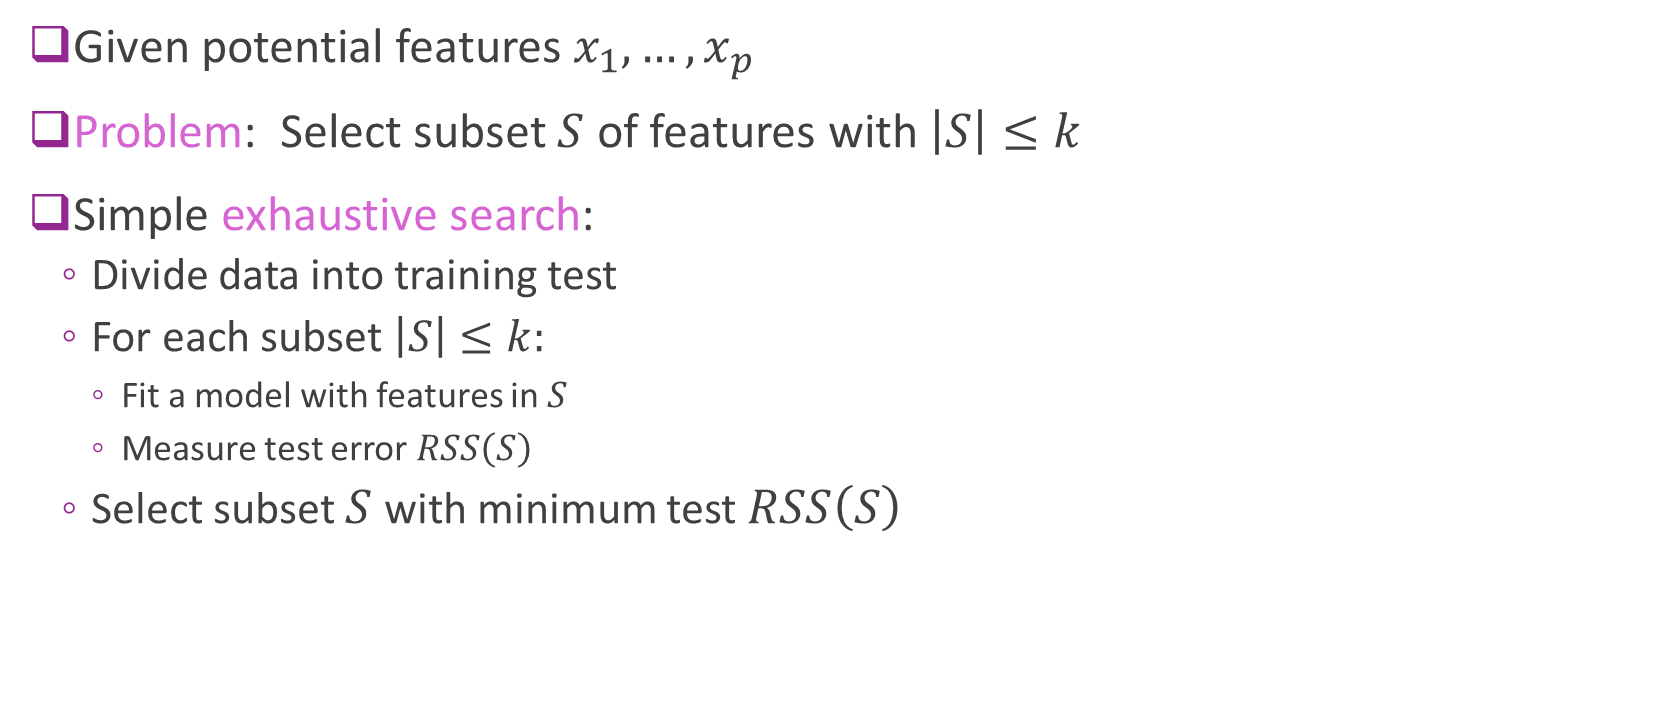 ❑Given potential features 𝑥₁, … , 𝑥ₚ
❑Problem: Select subset 𝑆 of features with |𝑆| ≤ 𝑘
❑Simple exhaustive search:
◦ Divide data into training test
◦ For each subset |𝑆| ≤ 𝑘:
◦ Fit a model with features in 𝑆
◦ Measure test error 𝑅𝑆𝑆(𝑆)
◦ Select subset 𝑆 with minimum test 𝑅𝑆𝑆(𝑆)